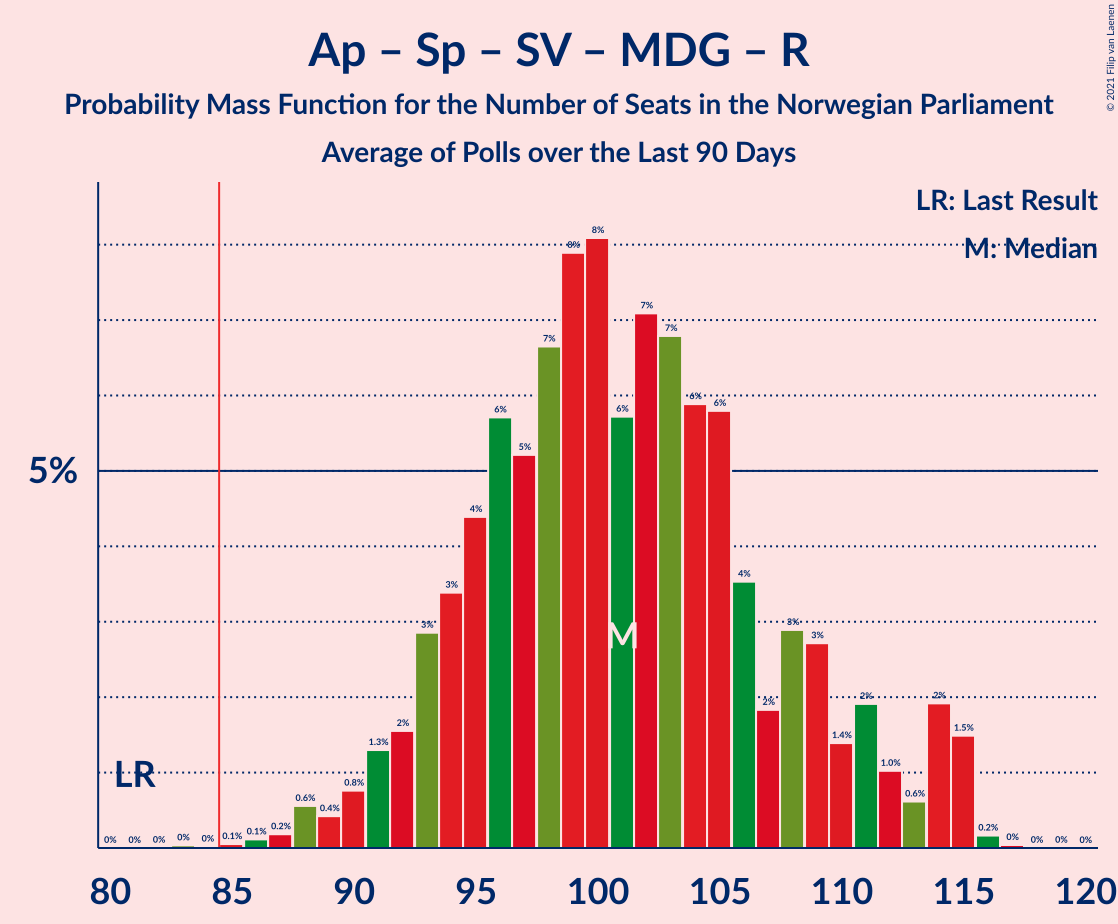 Ap – Sp – SV – MDG – R
Probability Mass Function for the Number of Seats in the Norwegian Parliament
Average of Polls over the Last 90 Days
© 2021 Filip van Laenen
LR: Last Result
M: Median
5%
LR
M
0% 0% 0% 0% 0% 0.1% 0.1% 0.2% 0.6% 0.4% 0.8% 1.3% 2% 3% 3% 4% 6% 5% 7% 8% 8% 6% 7% 7% 6% 6% 4% 2% 3% 3% 1.4% 2% 1.0% 0.6% 2% 1.5% 0.2% 0% 0% 0% 0%
80 85 90 95 100 105 110 115 120